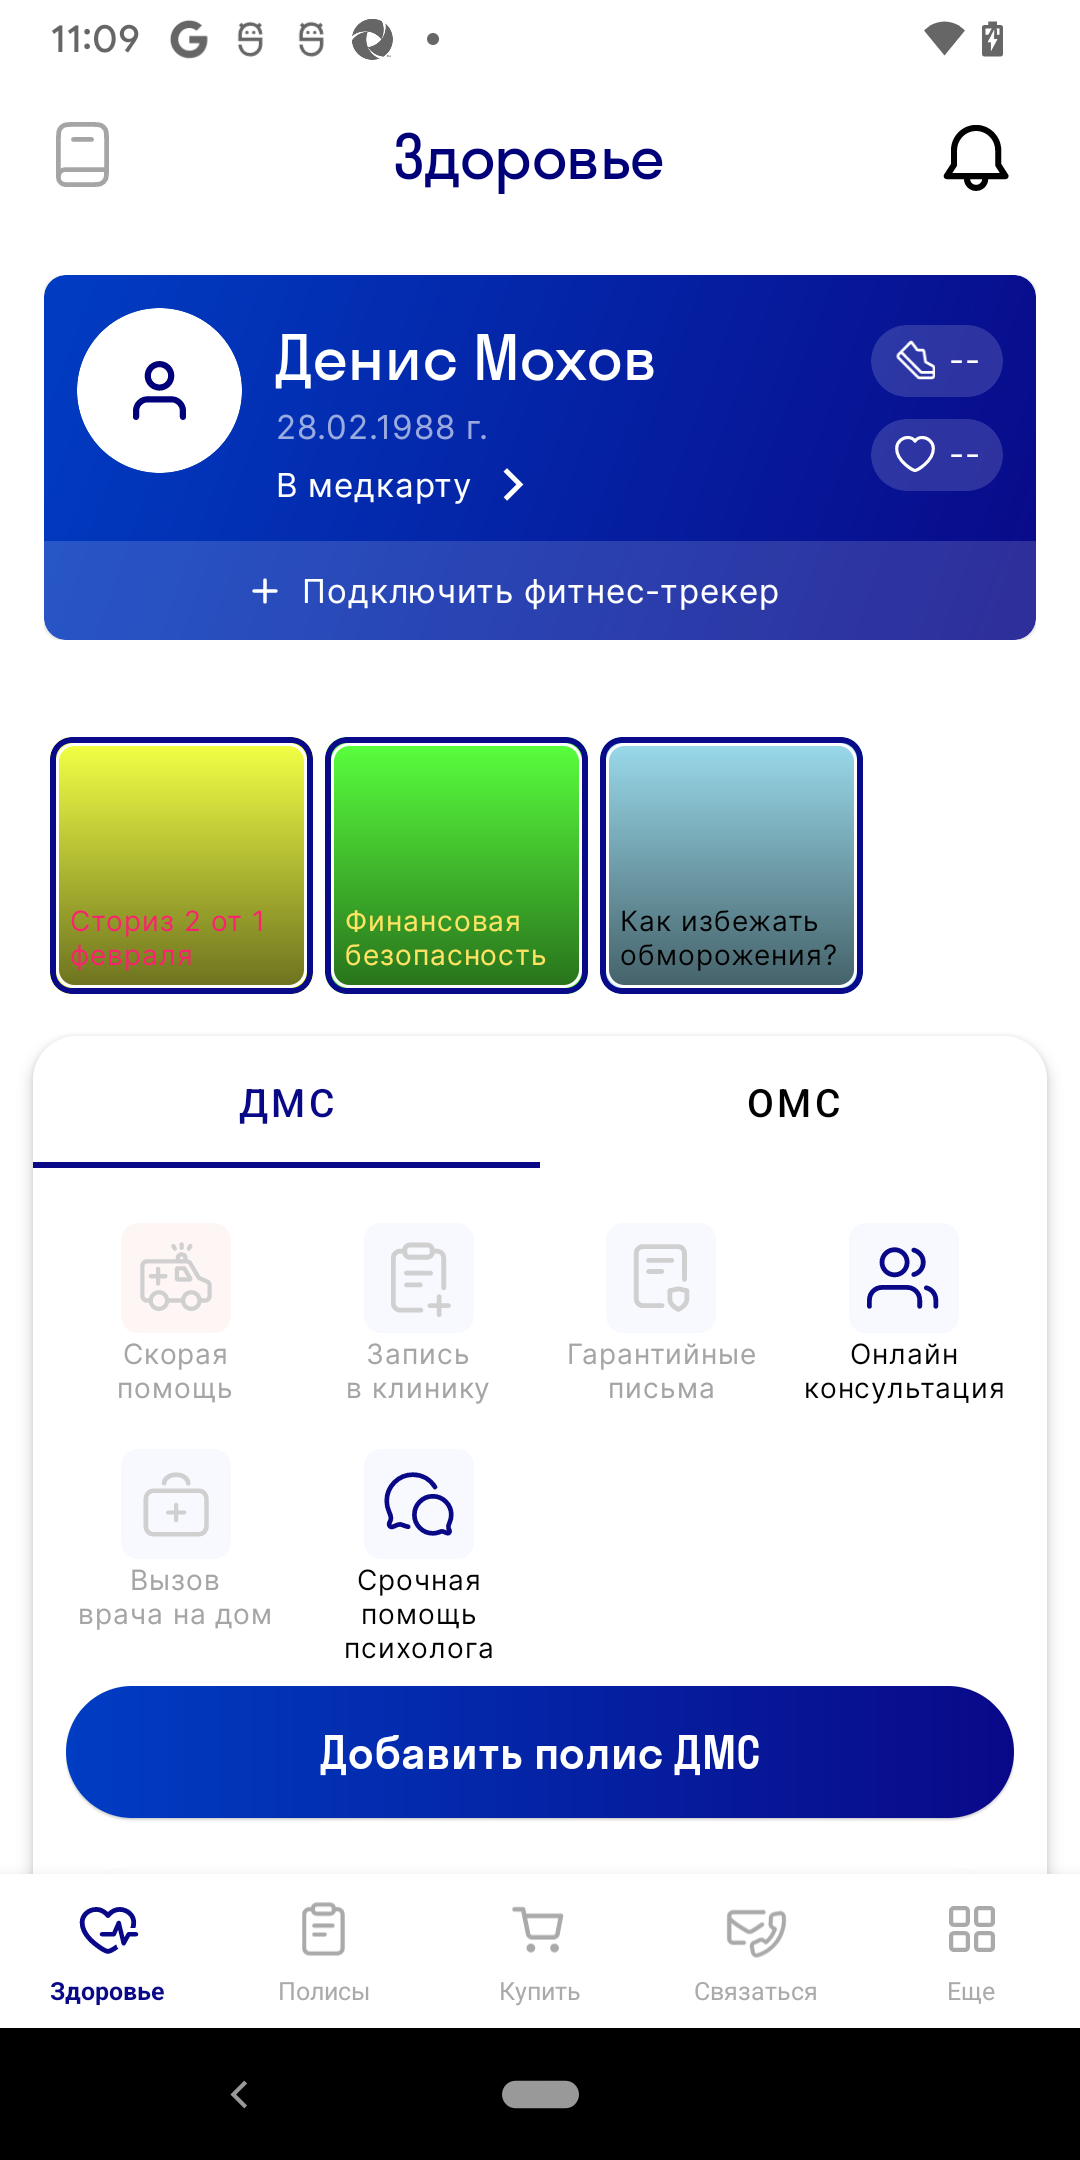 11:09
Здоровье
Денис Мохов
28.02.1988 г.
В медкарту
--
--
+ Подключить фитнес-трекер
Сториз 2 от 1
февраля
Финансовая
безопасность
Как избежать
обморожения?
ДМС
ОМС
Скорая
помощь
Запись
в клинику
Гарантийные
письма
Онлайн
консультация
Вызов
врача на дом
Срочная
помощь
психолога
Добавить полис ДМС
Здоровье
Полисы
Купить
Связаться
Еще